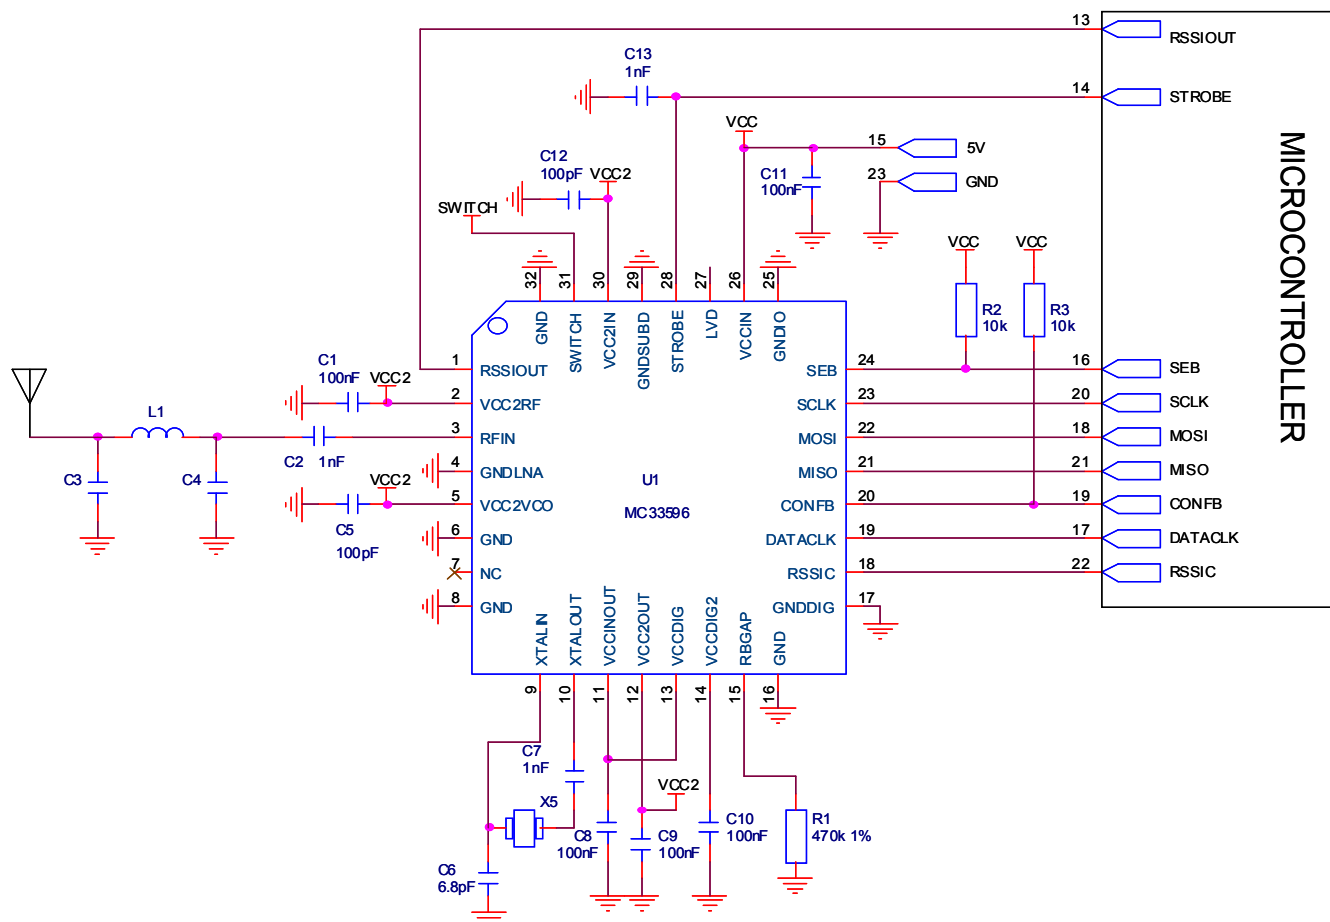 13
RSSIOUT
C13
1nF
14
STROBE
VCC
15
5V
C12
100pF
VCC2
C11
100nF
23
GND
SWITCH
MICROCONTROLLER
VCC
VCC
32
31
30
29
28
27
26
25
R2
10k
R3
10k
GND
SWITCH
VCC2IN
GNDSUBD
STROBE
LVD
VCCIN
GNDIO
C1
100nF
VCC2
1
RSSIOUT
SEB
24
16
SEB
2
VCC2RF
SCLK
23
20
SCLK
L1
3
RFIN
MOSI
22
18
MOSI
C2
1nF
C3
C4
4
GNDLNA
U1
MISO
21
21
MISO
VCC2
5
VCC2VCO
MC33596
CONFB
20
19
CONFB
C5
100pF
6
GND
DATACLK
19
17
DATACLK
7
NC
RSSIC
18
22
RSSIC
8
GND
GNDDIG
17
XTALIN
XTALOUT
VCCINOUT
VCC2OUT
VCCDIG
VCCDIG2
RBGAP
GND
9
10
11
12
13
14
15
16
C7
1nF
VCC2
X5
C8
100nF
C9
100nF
C10
100nF
R1
470k 1%
C6
6.8pF